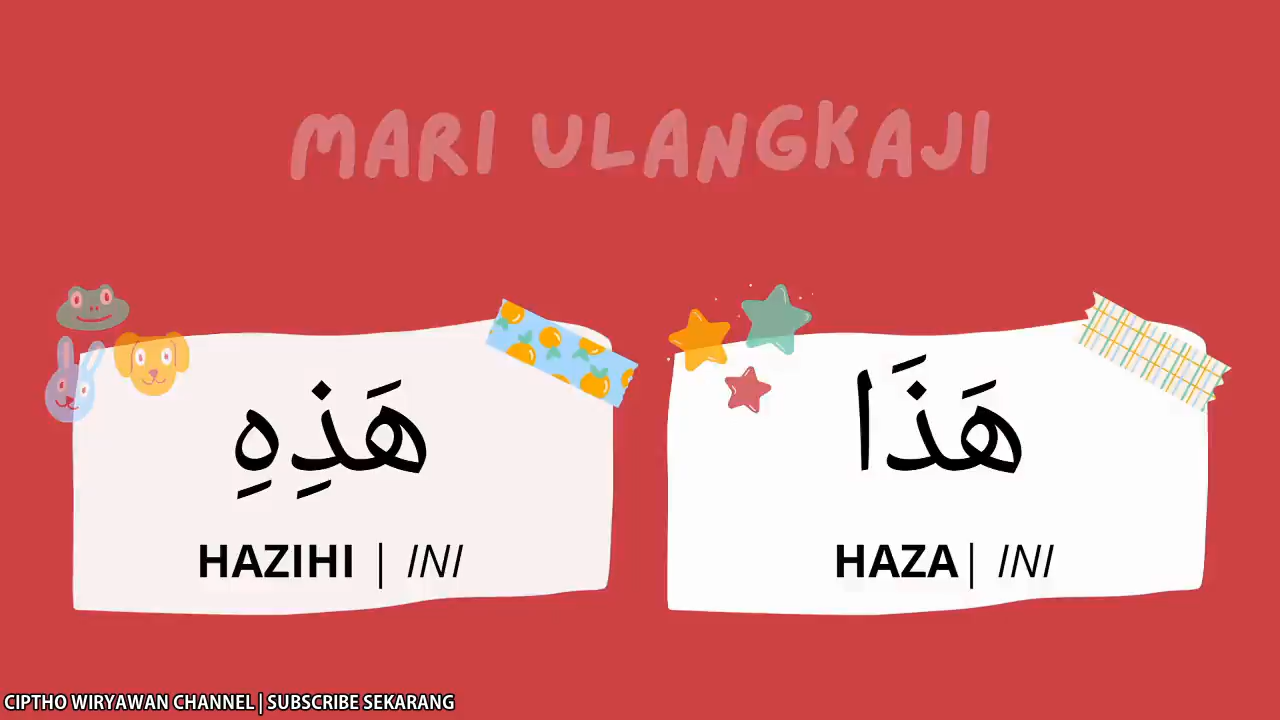 MARI ULANGKAJI
هَذِهِ
HAZIHI | INI
هَذَا
HAZA| INI
CIPTHO WIRYAWAN CHANNEL | SUBSCRIBE SEKARANG